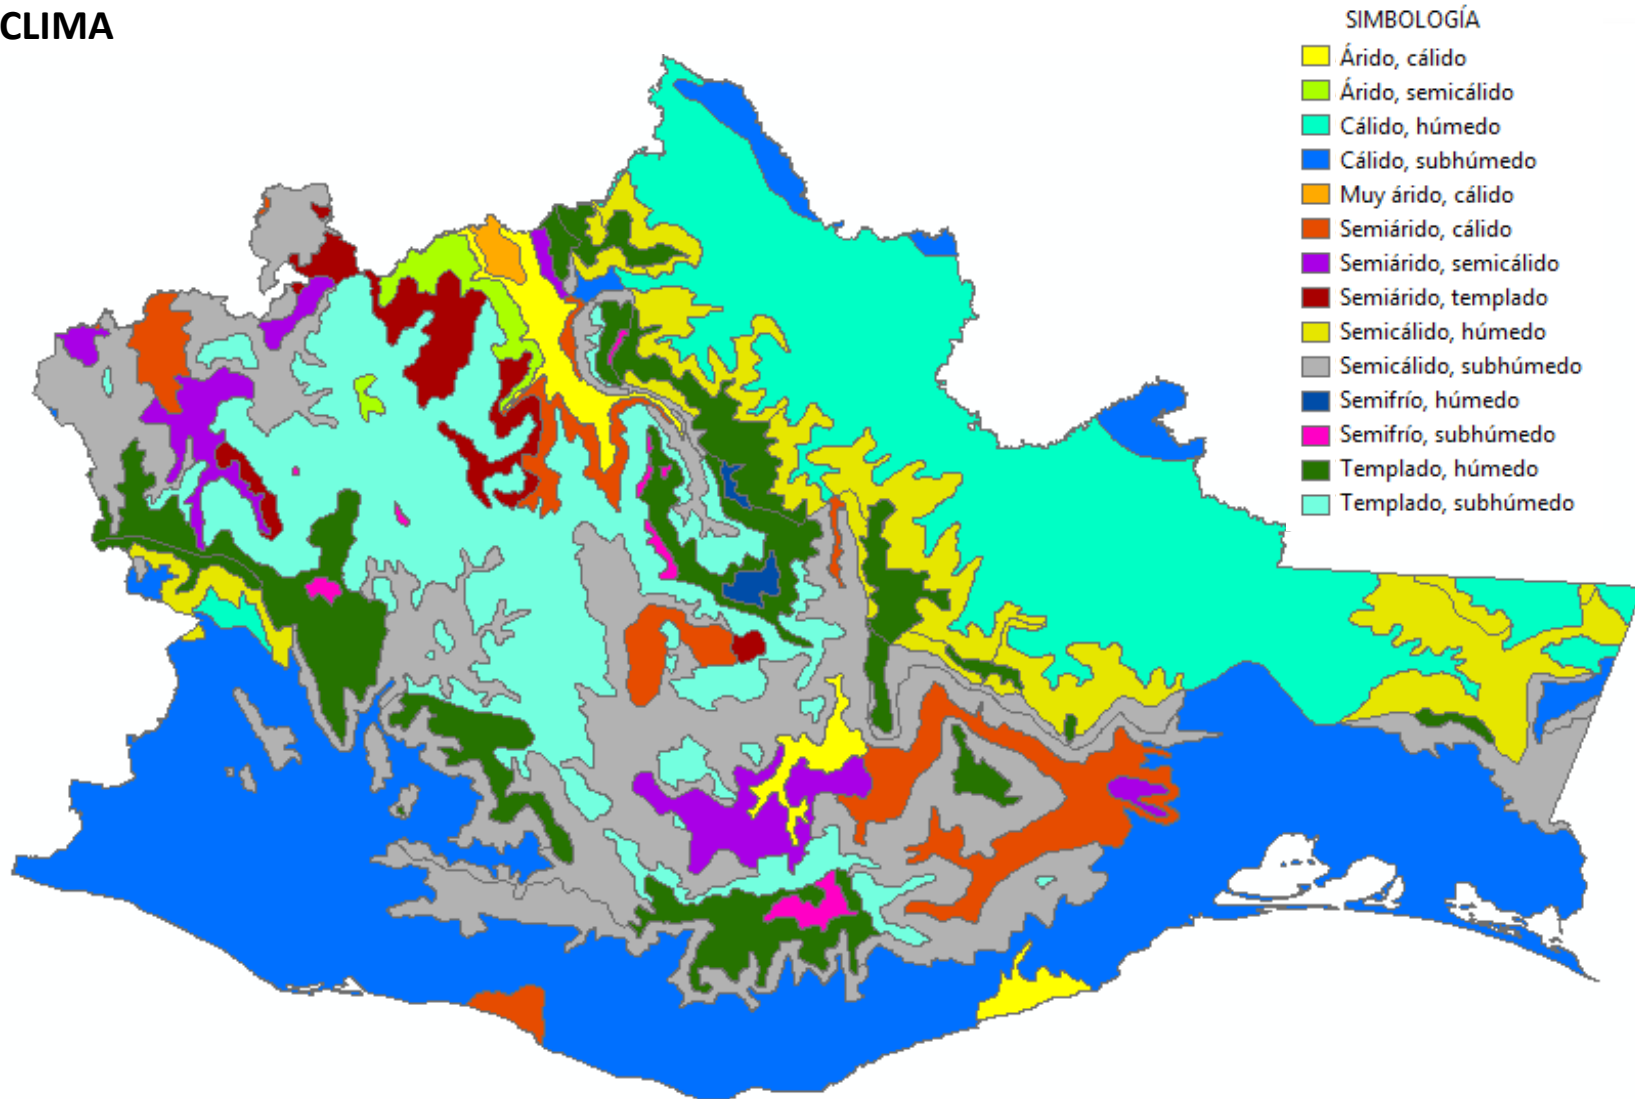 CLIMA
SIMBOLOGÍA
Árido, cálido
Árido, semicálido
Cálido, húmedo
Cálido, subhúmedo
Muy árido, cálido
Semiárido, cálido
Semiárido, semicálido
Semiárido, templado
Semicálido, húmedo
Semicálido, subhúmedo
Semifrío, húmedo
Semifrío, subhúmedo
Templado, húmedo
Templado, subhúmedo